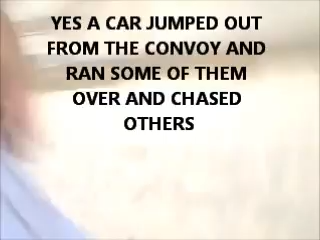 YES A CAR JUMPED OUT
FROM THE CONVOY AND
RAN SOME OF THEM
OVER AND CHASED
OTHERS